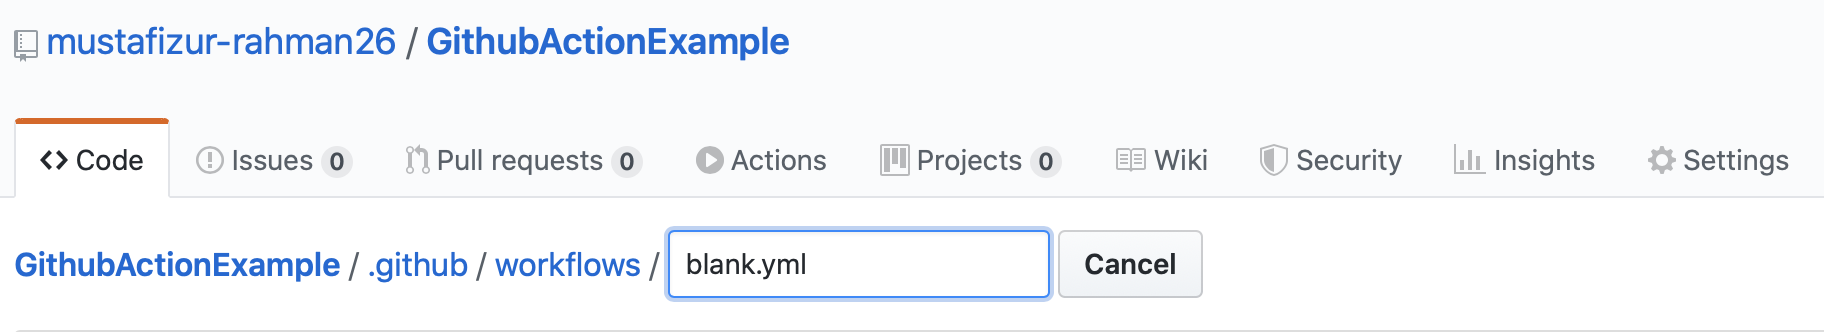 mustafizur-rahman26 / GithubActionExample
<> Code Issues 0 Pull requests 0 Actions Projects 0 Wiki Security Insights Settings
GithubActionExample / .github / workflows / blank.yml Cancel